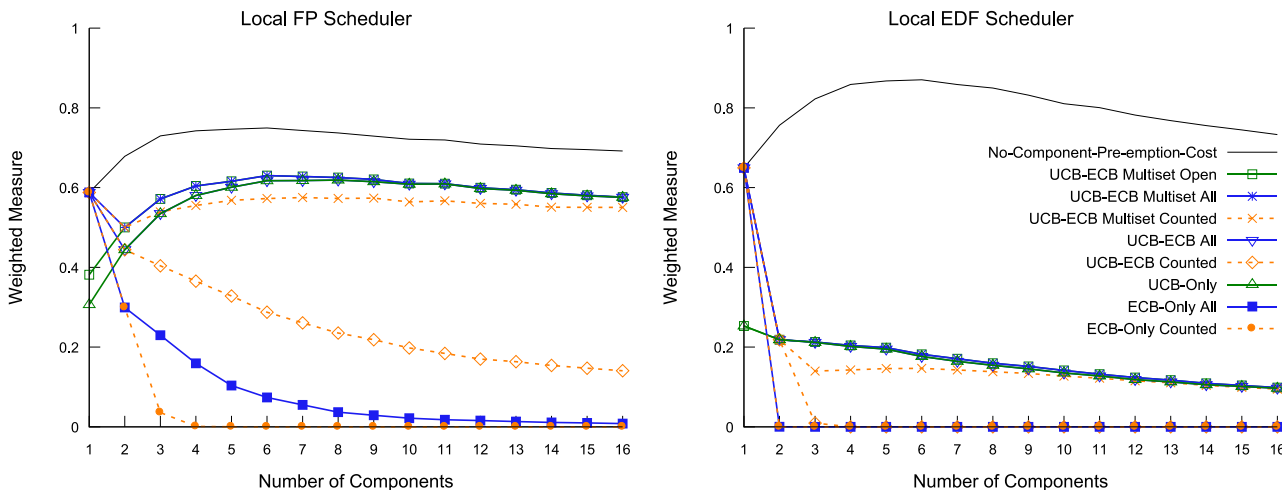 Local FP Scheduler
1
0.8
0.6
0.4
0.2
0
Weighted Measure
1 2 3 4 5 6 7 8 9 10 11 12 13 14 15 16
Number of Components
Local EDF Scheduler
1
0.8
0.6
0.4
0.2
0
Weighted Measure
No-Component-Pre-emption-Cost
UCB-ECB Multiset Open
UCB-ECB Multiset All
UCB-ECB Multiset Counted
UCB-ECB All
UCB-ECB Counted
UCB-Only
ECB-Only All
ECB-Only Counted
1 2 3 4 5 6 7 8 9 10 11 12 13 14 15 16
Number of Components